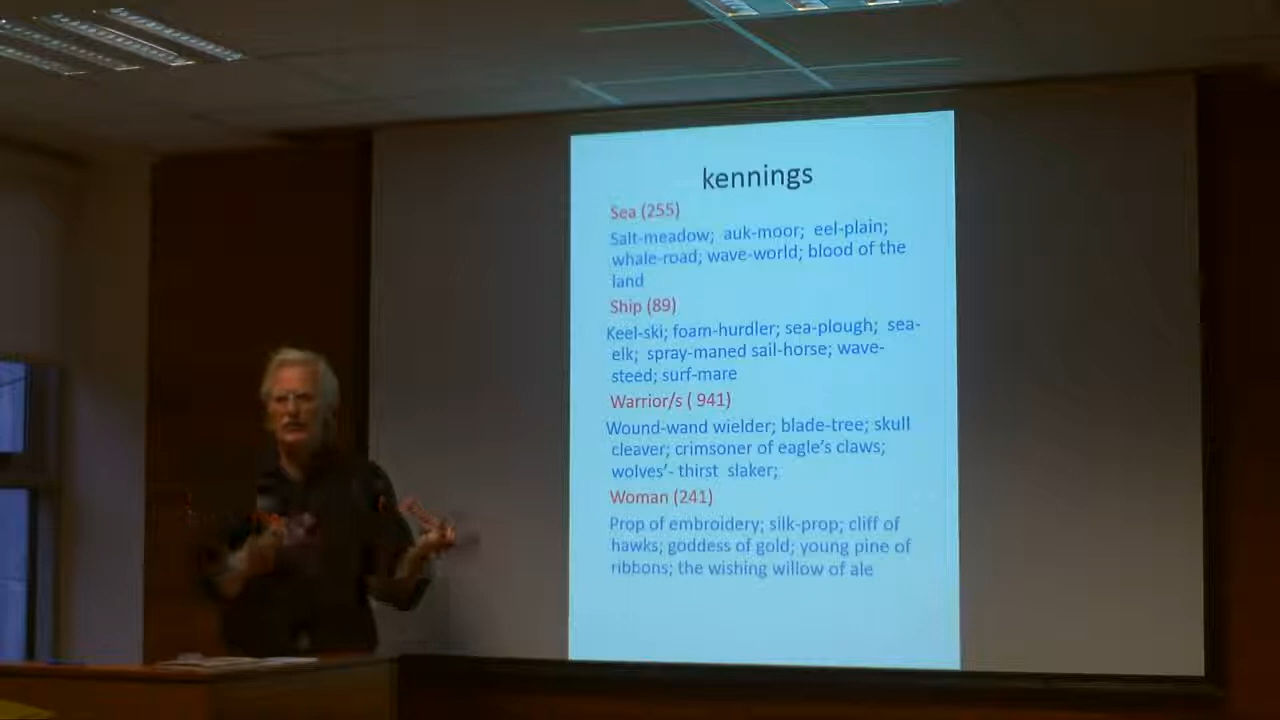 kennings
Sea (255)
Salt-meadow; auk-moor; eel-plain;
whale-road; wave-world; blood of the
land
Ship (89)
Keel-ski; foam-hurdler; sea-plough; sea-
elk; spray-maned sail-horse; wave-
steed; surf-mare
Warrior/s ( 941)
Wound-wand wielder; blade-tree; skull
cleaver; crimsoner of eagle's claws;
wolves'- thirst slaker;
Woman (241)
Prop of embroidery; silk-prop; cliff of
hawks; goddess of gold; young pine of
ribbons; the wishing willow of ale